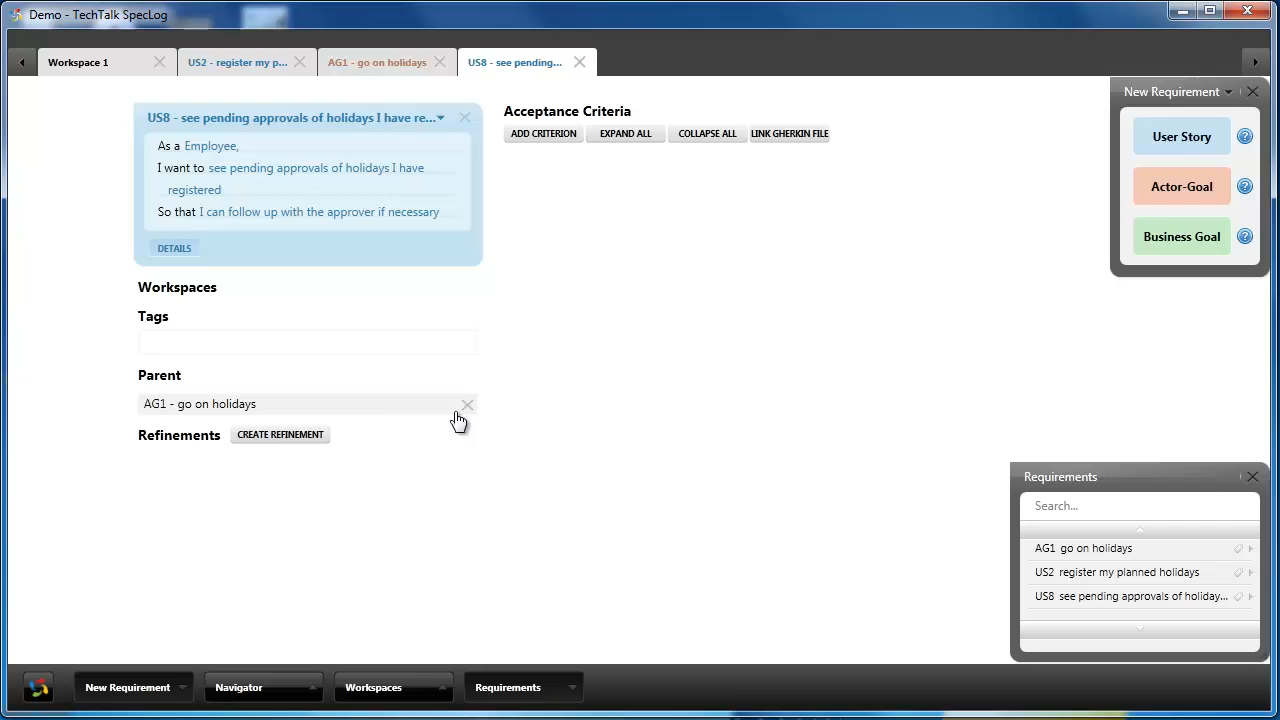 Demo - TechTalk SpecLog
Workspace 1
US2 - register my p...
AG1 - go on holidays
US8 - see pending...
US8 - see pending approvals of holidays I have re...
As a Employee,
I want to see pending approvals of holidays I have
registered
So that I can follow up with the approver if necessary
DETAILS
Workspaces
Tags
Parent
AG1 - go on holidays
Refinements CREATE REFINEMENT
Acceptance Criteria
ADD CRITERION EXPAND ALL COLLAPSE ALL LINK GHERKIN FILE
New Requirement
User Story
Actor-Goal
Business Goal
Requirements
Search...
AG1 go on holidays
US2 register my planned holidays
US8 see pending approvals of holiday...
New Requirement
Navigator
Workspaces
Requirements